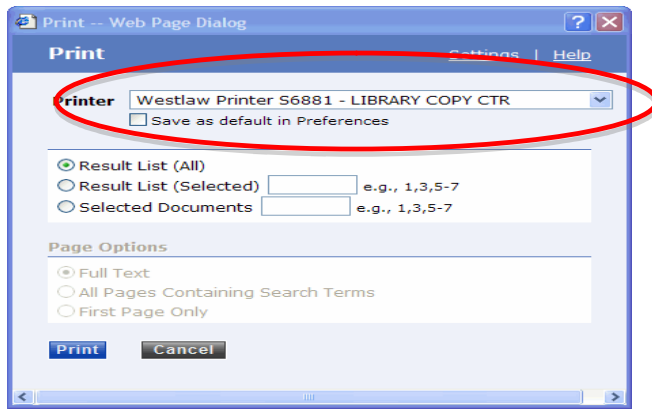 Print -- Web Page Dialog
Print Settings | Help
Printer Westlaw Printer S6881 - LIBRARY COPY CTR
Save as default in Preferences
Result List (All)
Result List (Selected) e.g., 1,3,5-7
Selected Documents e.g., 1,3,5-7
Page Options
Full Text
All Pages Containing Search Terms
First Page Only
Print Cancel